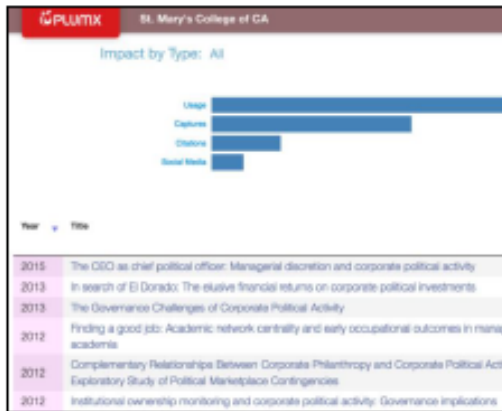 PLUMX St. Mary's College of CA
Impact by Type: All
Usage
Captures
Citations
Social Media
Year Title
2015 The CEO as chief political officer: Managerial discretion and corporate political activity
2013 In search of El Dorado: The elusive financial returns on corporate political investments
2013 The Governance Challenges of Corporate Political Activity
2012 Finding a good job: Academic network centrality and early occupational outcomes in mana
academia
2012 Complementary Relationships Between Corporate Philanthropy and Corporate Political Acti
Exploratory Study of Political Marketplace Contingencies
2012 Institutional ownership monitoring and corporate political activity: Governance implications